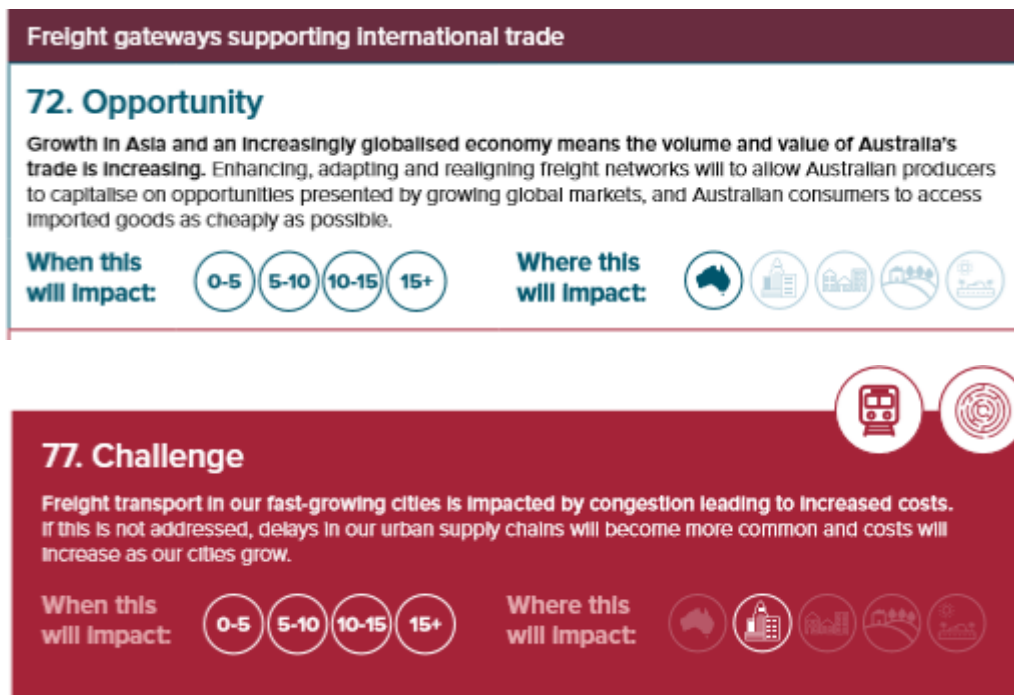 Freight gateways supporting international trade
72. Opportunity
Growth in Asia and an increasingly globalised economy means the volume and value of Australia's
trade is increasing. Enhancing, adapting and realigning freight networks will to allow Australian producers
to capitalise on opportunities presented by growing global markets, and Australian consumers to access
imported goods as cheaply as possible.
When this
will impact:
0-5 5-10 10-15 15+
Where this
will impact:
77. Challenge
Freight transport in our fast-growing cities is impacted by congestion leading to increased costs.
If this is not addressed, delays in our urban supply chains will become more common and costs will
increase as our cities grow.
When this
will impact:
0-5 5-10 10-15 15+
Where this
will impact: